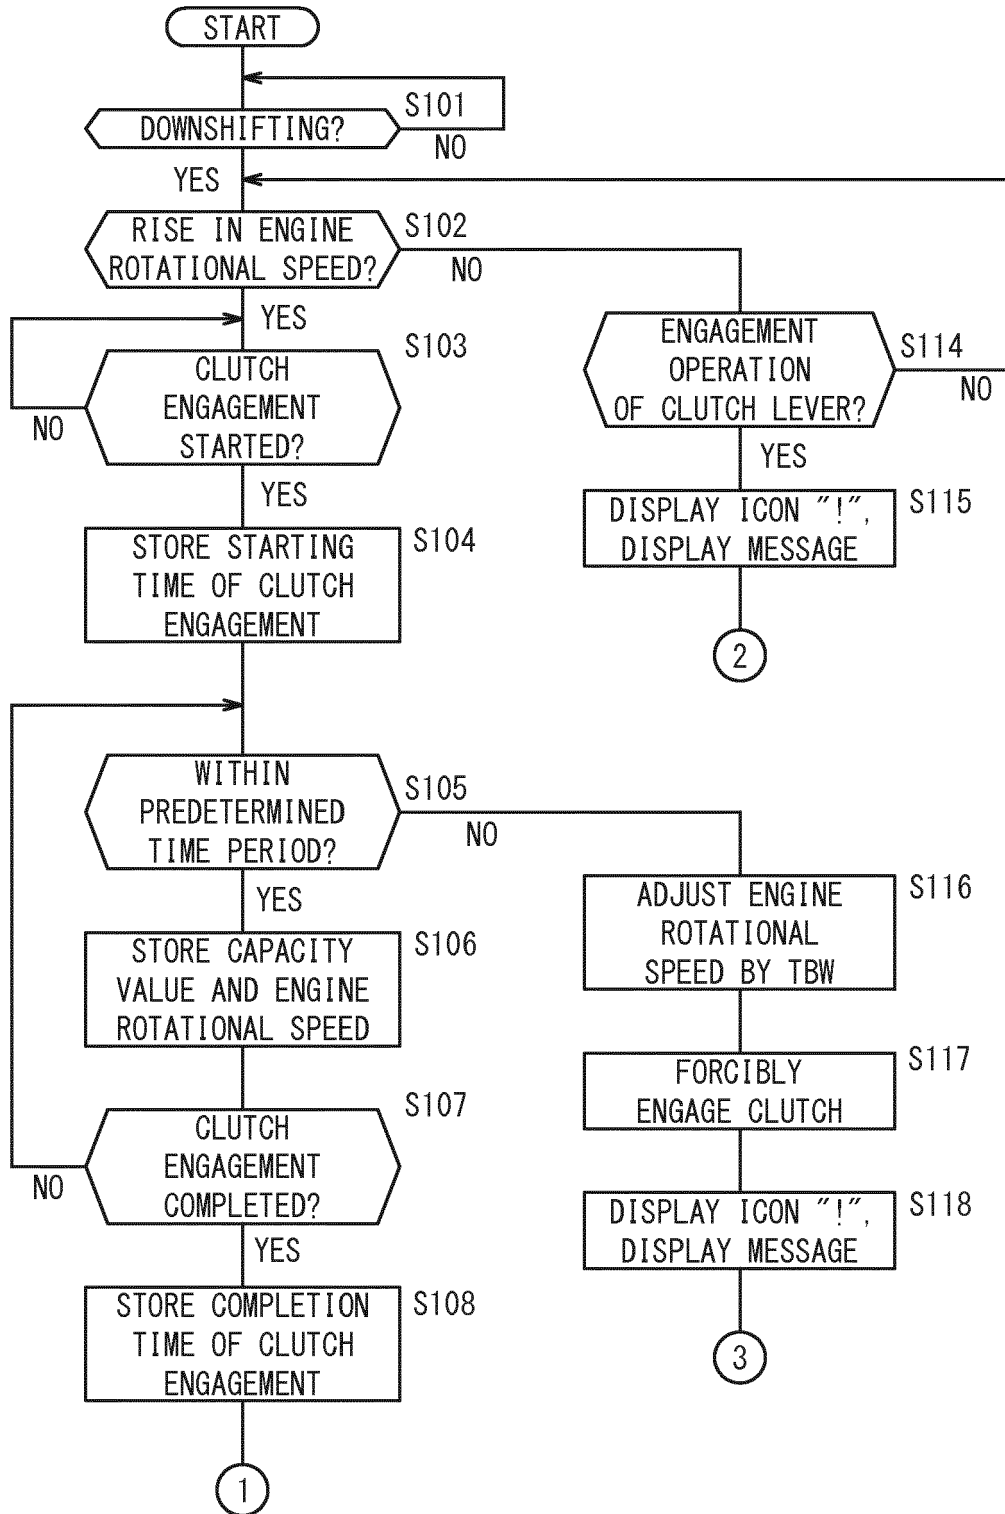 START
S101
DOWNSHIFTING?
NO
YES
RISE IN ENGINE
ROTATIONAL SPEED?
S102
NO
YES
S103
CLUTCH
ENGAGEMENT
STARTED?
NO
YES
ENGAGEMENT
OPERATION
OF CLUTCH LEVER?
S114
NO
YES
STORE STARTING
TIME OF CLUTCH
ENGAGEMENT
S104
DISPLAY ICON "!",
DISPLAY MESSAGE
S115
2
WITHIN
PREDETERMINED
TIME PERIOD?
S105
NO
YES
STORE CAPACITY
VALUE AND ENGINE
ROTATIONAL SPEED
S106
ADJUST ENGINE
ROTATIONAL
SPEED BY TBW
S116
S107
CLUTCH
ENGAGEMENT
COMPLETED?
NO
YES
FORCIBLY
ENGAGE CLUTCH
S117
DISPLAY ICON "!",
DISPLAY MESSAGE
S118
STORE COMPLETION
TIME OF CLUTCH
ENGAGEMENT
S108
3
1